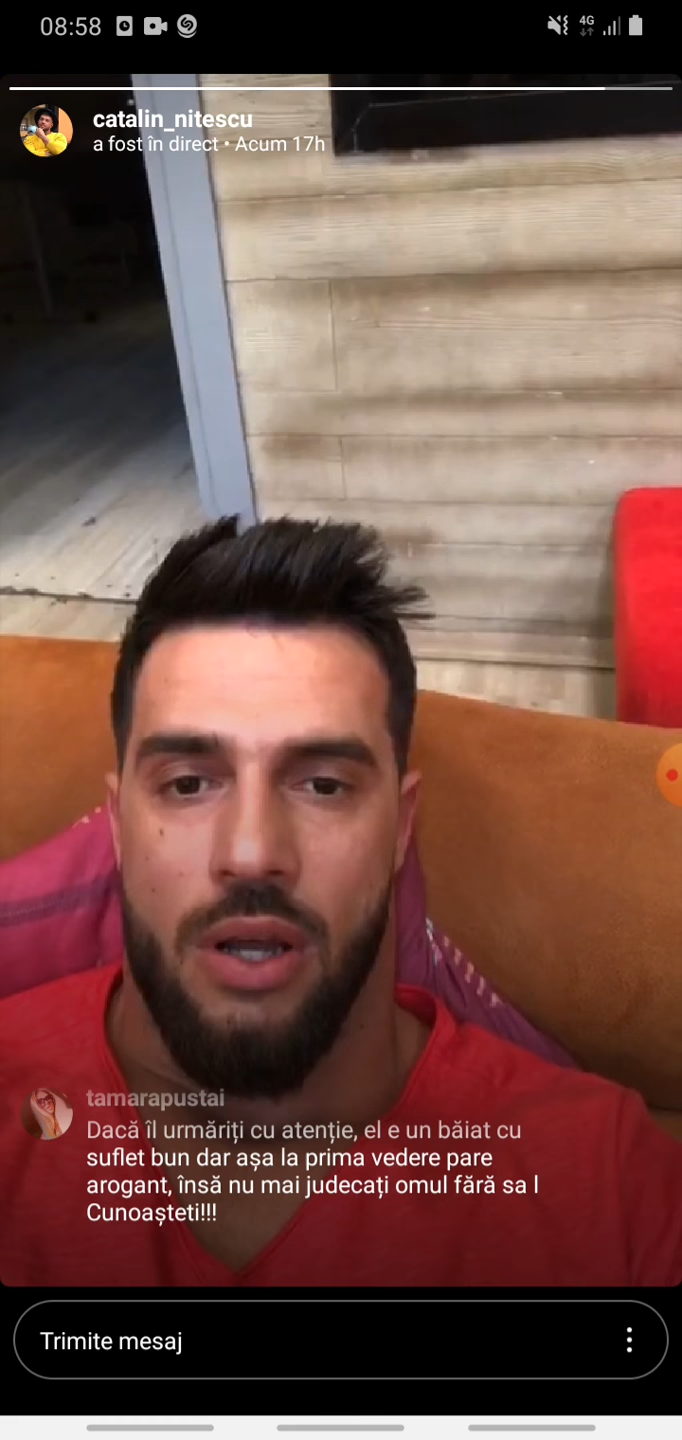 08:58
4G
catalin_nitescu
a fost în direct • Acum 17h
tamarapustai
Dacă îl urmăriți cu atenție, el e un băiat cu
suflet bun dar așa la prima vedere pare
arogant, însă nu mai judecați omul fără sa l
Cunoașteti!!!
Trimite mesaj